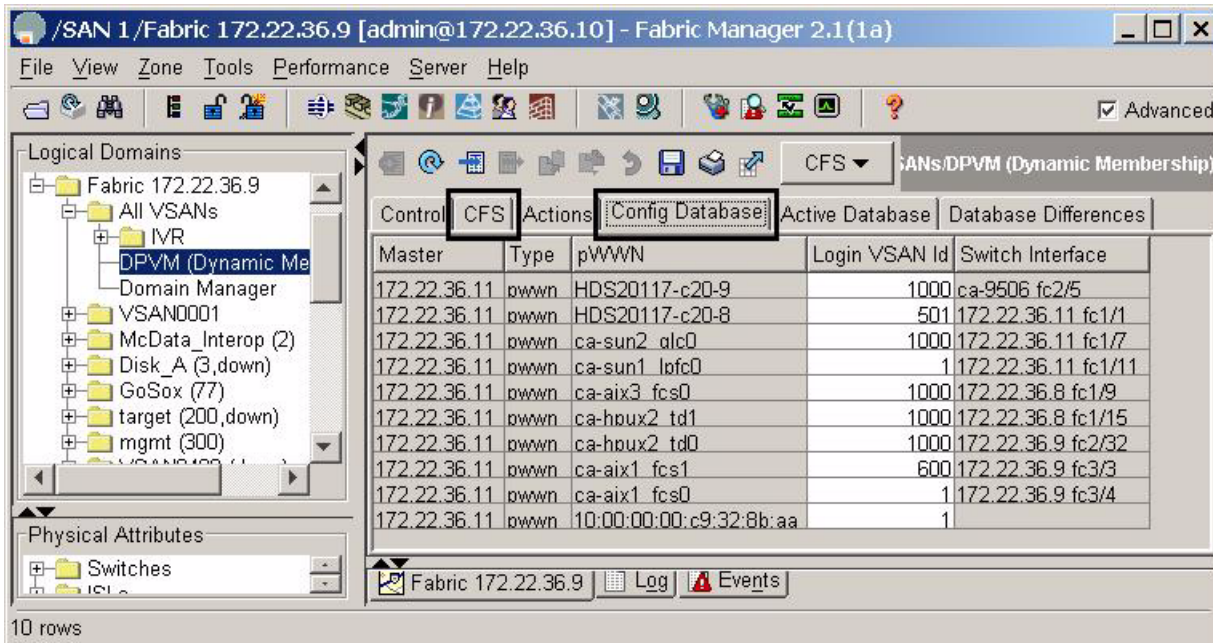 /SAN 1/Fabric 172.22.36.9 [admin@172.22.36.10] - Fabric Manager 2.1(1a)
File View Zone Tools Performance Server Help
Advanced
Logical Domains
Fabric 172.22.36.9
All VSANs
IVR
DPVM (Dynamic Me
Domain Manager
VSAN0001
McData_Interop (2)
Disk_A (3,down)
GoSox (77)
target (200,down)
mgmt (300)
Physical Attributes
Switches
ISLs
CFS
SANs/DPVM (Dynamic Membership)
Control CFS Actions Config Database Active Database Database Differences
Master Type pWWN Login VSAN Id Switch Interface
172.22.36.11 pwwn HDS20117-c20-9 1000 ca-9506 fc2/5
172.22.36.11 pwwn HDS20117-c20-8 501 172.22.36.11 fc1/1
172.22.36.11 pwwn ca-sun2_qlc0 1000 172.22.36.11 fc1/7
172.22.36.11 pwwn ca-sun1_lpfc0 1 172.22.36.11 fc1/11
172.22.36.11 pwwn ca-aix3_fcs0 1000 172.22.36.8 fc1/9
172.22.36.11 pwwn ca-hpux2_td1 1000 172.22.36.8 fc1/15
172.22.36.11 pwwn ca-hpux2_td0 1000 172.22.36.9 fc2/32
172.22.36.11 pwwn ca-aix1_fcs1 600 172.22.36.9 fc3/3
172.22.36.11 pwwn ca-aix1_fcs0 1 172.22.36.9 fc3/4
172.22.36.11 pwwn 10:00:00:00:c9:32:8b:aa 1
Fabric 172.22.36.9 Log Events
10 rows